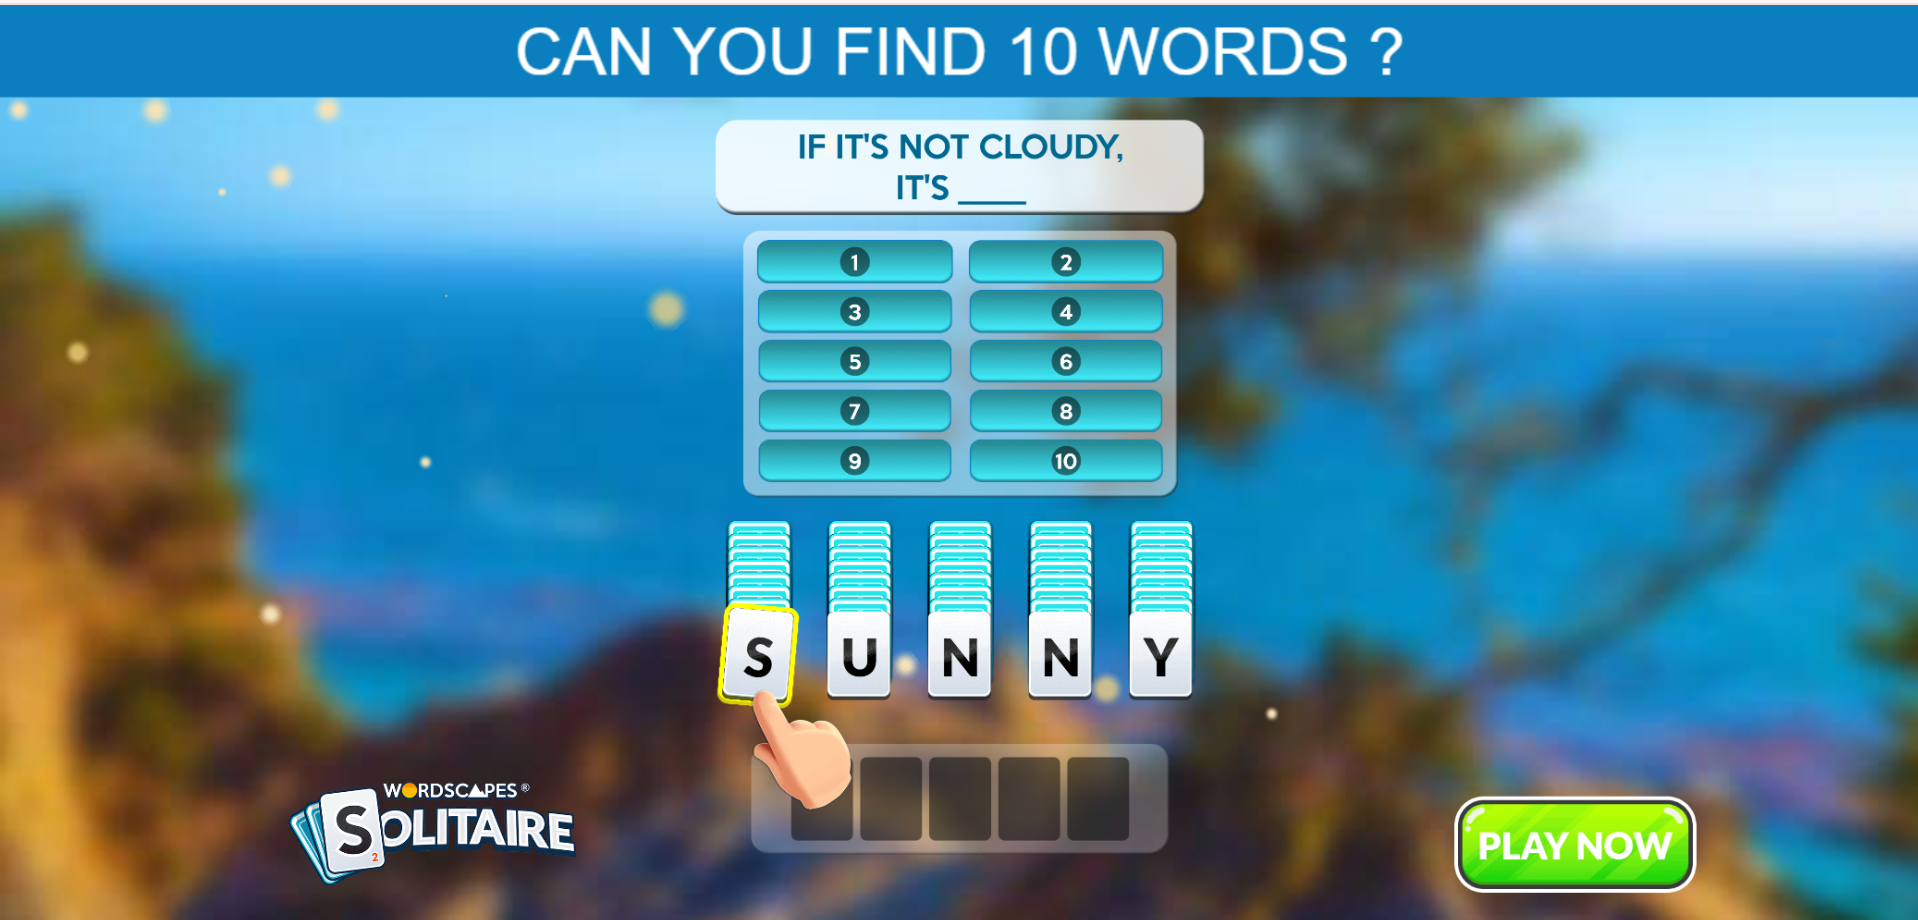 CAN YOU FIND 10 WORDS ?
IF IT'S NOT CLOUDY,
IT'S ____
1 2
3 4
5 6
7 8
9 10
S U N N Y
WORDSCAPES®
SOLITAIRE
2
PLAY NOW